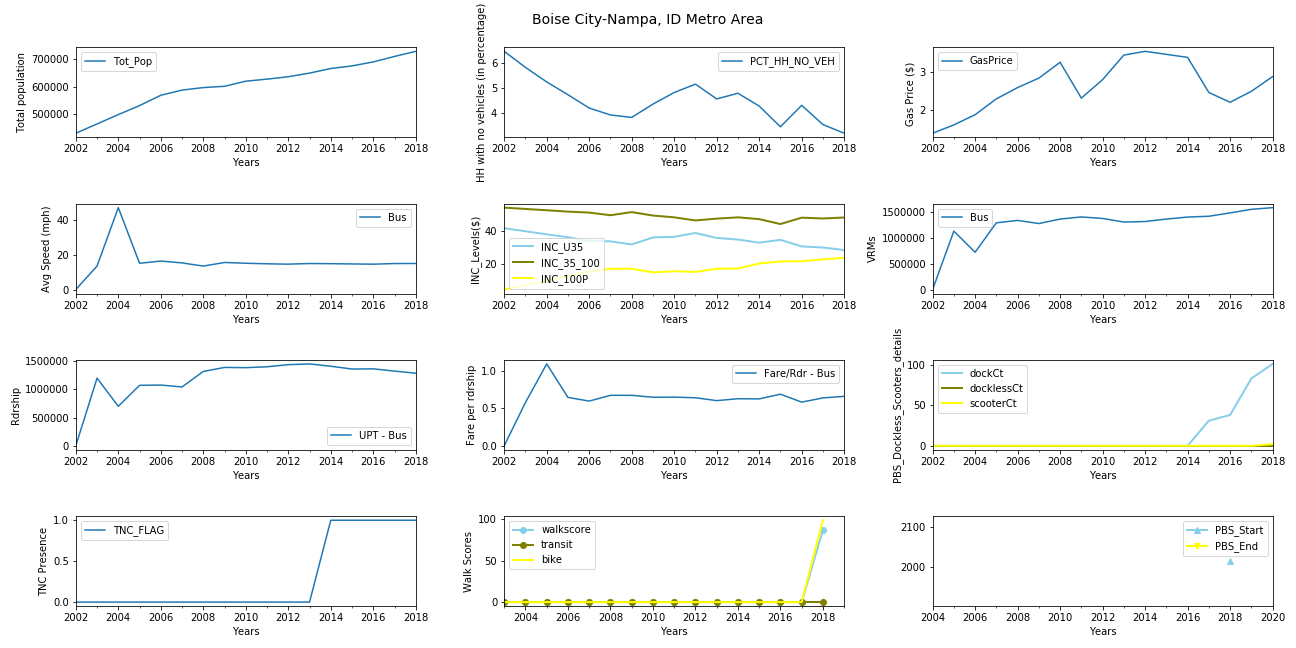 Boise City-Nampa, ID Metro Area
Total population
700000
600000
500000
Tot_Pop
2002 2004 2006 2008 2010 2012 2014 2016 2018
Years
HH with no vehicles (in percentage)
6
5
4
PCT_HH_NO_VEH
2002 2004 2006 2008 2010 2012 2014 2016 2018
Years
Gas Price ($)
3
2
GasPrice
2002 2004 2006 2008 2010 2012 2014 2016 2018
Years
Avg Speed (mph)
40
20
0
Bus
2002 2004 2006 2008 2010 2012 2014 2016 2018
Years
INC_Levels($)
40
20
INC_U35
INC_35_100
INC_100P
2002 2004 2006 2008 2010 2012 2014 2016 2018
Years
VRMs
1500000
1000000
500000
0
Bus
2002 2004 2006 2008 2010 2012 2014 2016 2018
Years
Rdrship
1500000
1000000
500000
0
UPT - Bus
2002 2004 2006 2008 2010 2012 2014 2016 2018
Years
Fare per rdrship
1.0
0.5
0.0
Fare/Rdr - Bus
2002 2004 2006 2008 2010 2012 2014 2016 2018
Years
PBS_Dockless_Scooters_details
100
50
0
dockCt
docklessCt
scooterCt
2002 2004 2006 2008 2010 2012 2014 2016 2018
Years
TNC Presence
1.0
0.5
0.0
TNC_FLAG
2002 2004 2006 2008 2010 2012 2014 2016 2018
Years
Walk Scores
100
50
0
walkscore
transit
bike
2004 2006 2008 2010 2012 2014 2016 2018
Years
2100
2000
PBS_Start
PBS_End
2002 2004 2006 2008 2010 2012 2014 2016 2018 2020
Years